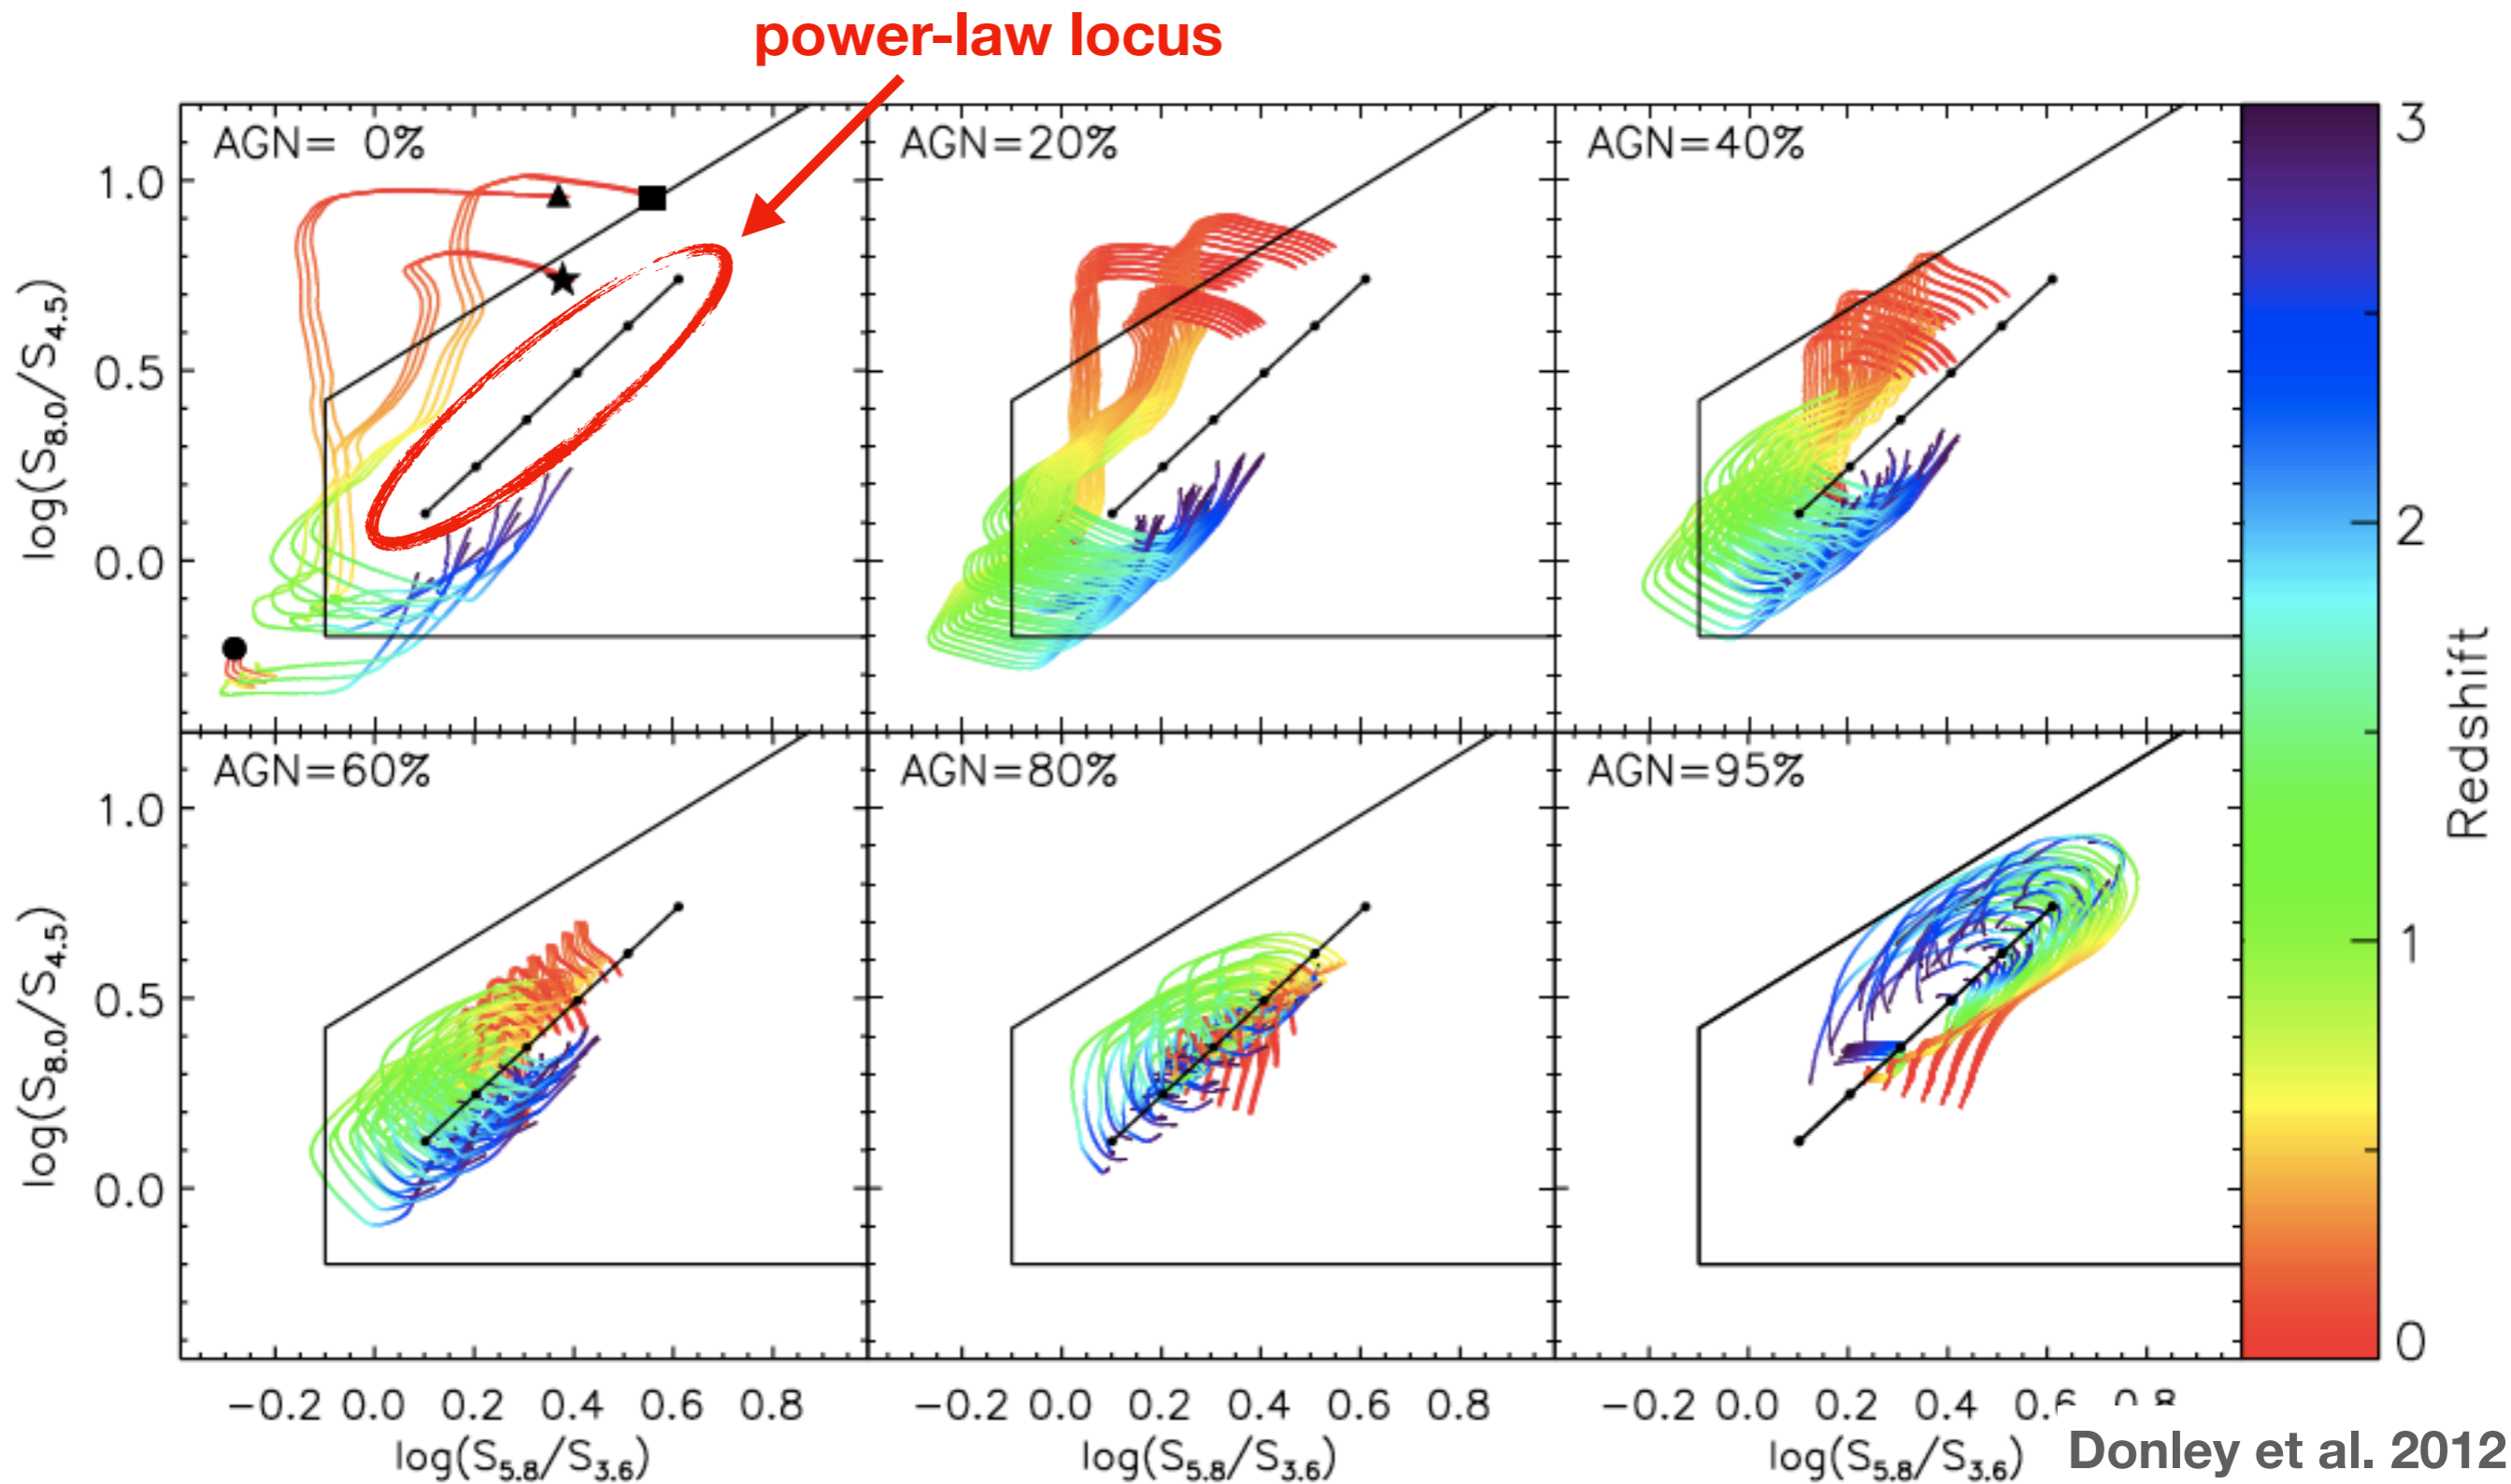 power-law locus
AGN= 0%
AGN=20%
AGN=40%
1.0
0.5
0.0
log(S8.0/S4.5)
3
2
1
0
Redshift
AGN=60%
AGN=80%
AGN=95%
1.0
0.5
0.0
log(S8.0/S4.5)
−0.2 0.0 0.2 0.4 0.6 0.8
−0.2 0.0 0.2 0.4 0.6 0.8
−0.2 0.0 0.2 0.4 0.6 0.8
log(S5.8/S3.6)
log(S5.8/S3.6)
log(S5.8/S3.6)
Donley et al. 2012